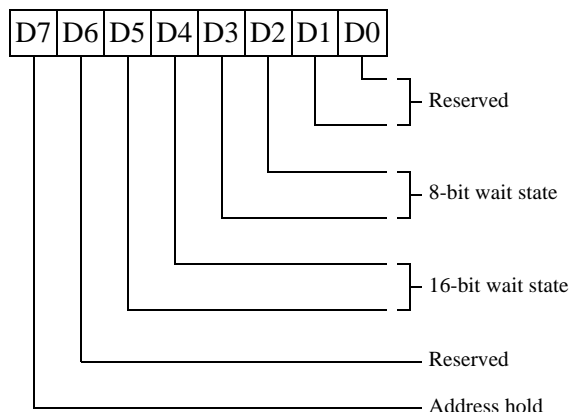 D7 D6 D5 D4 D3 D2 D1 D0
Reserved
8-bit wait state
16-bit wait state
Reserved
Address hold